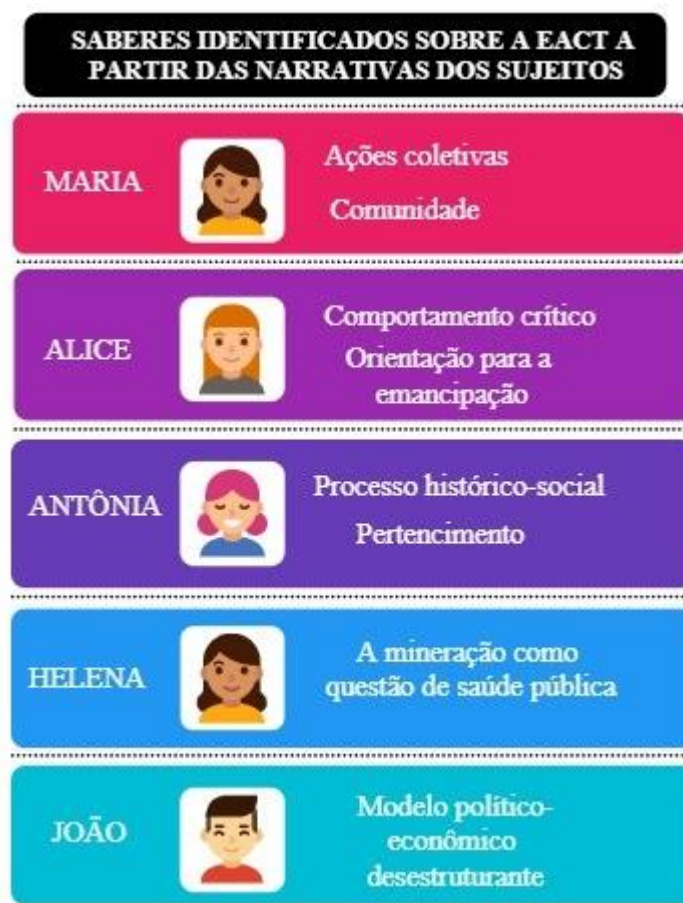 SABERES IDENTIFICADOS SOBRE A EACT A
PARTIR DAS NARRATIVAS DOS SUJEITOS
MARIA
Ações coletivas
Comunidade
ALICE
Comportamento crítico
Orientação para a
emancipação
ANTÔNIA
Processo histórico-social
Pertencimento
HELENA
A mineração como
questão de saúde pública
JOÃO
Modelo político-
econômico
desestruturante